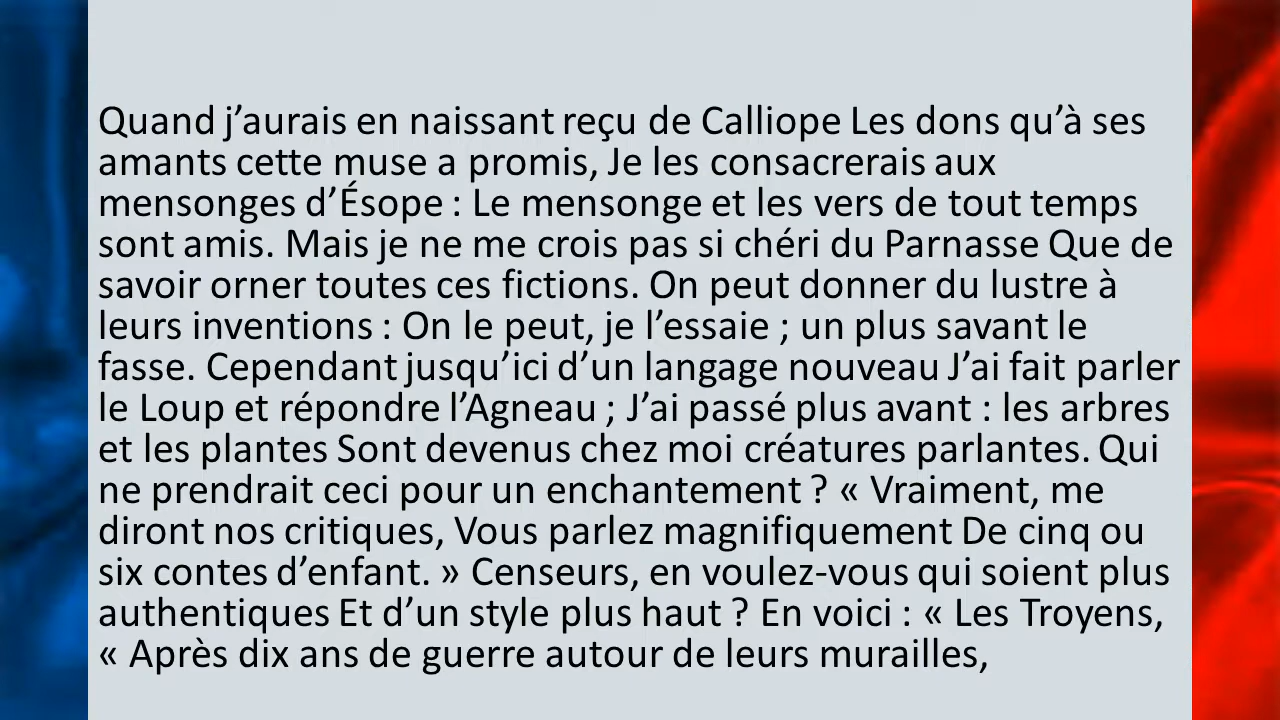 Quand j’aurais en naissant reçu de Calliope Les dons qu’à ses
amants cette muse a promis, Je les consacrerais aux
mensonges d’Ésope : Le mensonge et les vers de tout temps
sont amis. Mais je ne me crois pas si chéri du Parnasse Que de
savoir orner toutes ces fictions. On peut donner du lustre à
leurs inventions : On le peut, je l’essaie ; un plus savant le
fasse. Cependant jusqu’ici d’un langage nouveau J’ai fait parler
le Loup et répondre l’Agneau ; J’ai passé plus avant : les arbres
et les plantes Sont devenus chez moi créatures parlantes. Qui
ne prendrait ceci pour un enchantement ? « Vraiment, me
diront nos critiques, Vous parlez magnifiquement De cinq ou
six contes d’enfant. » Censeurs, en voulez-vous qui soient plus
authentiques Et d’un style plus haut ? En voici : « Les Troyens,
« Après dix ans de guerre autour de leurs murailles,